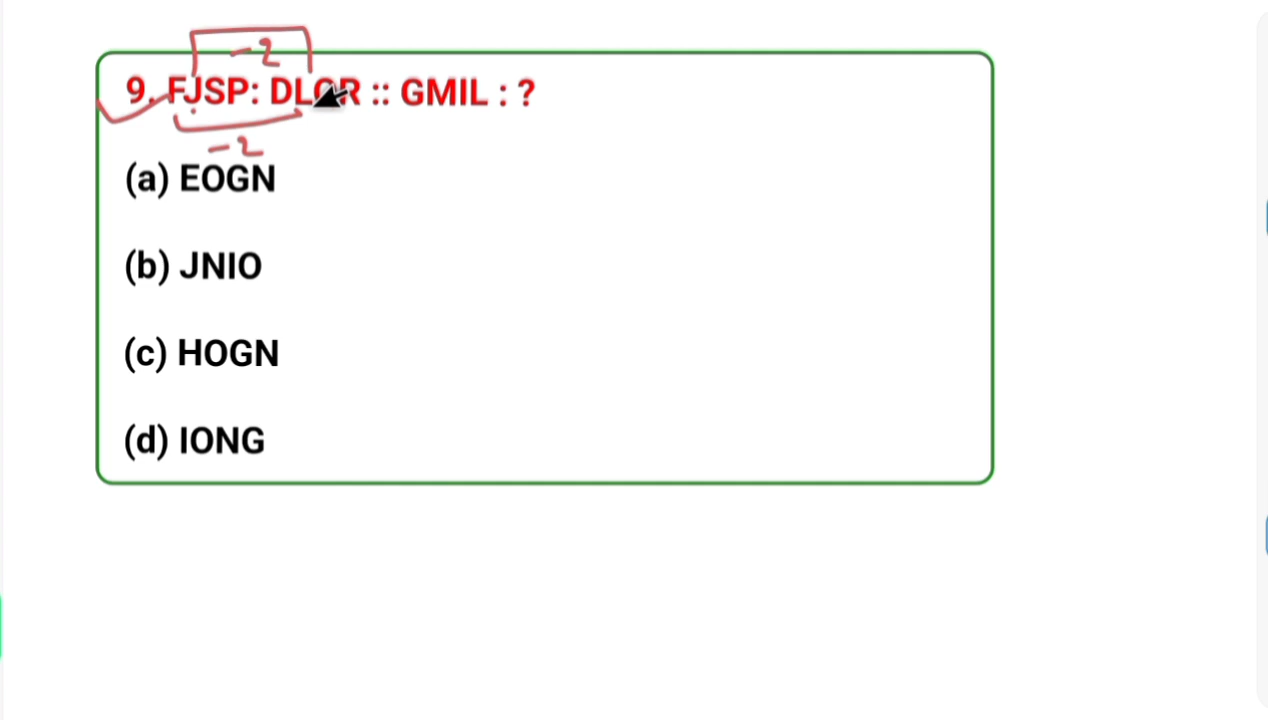 -2
9. FJSP: DLQR :: GMIL : ?
-2
(a) EOGN
(b) JNIO
(c) HOGN
(d) IONG